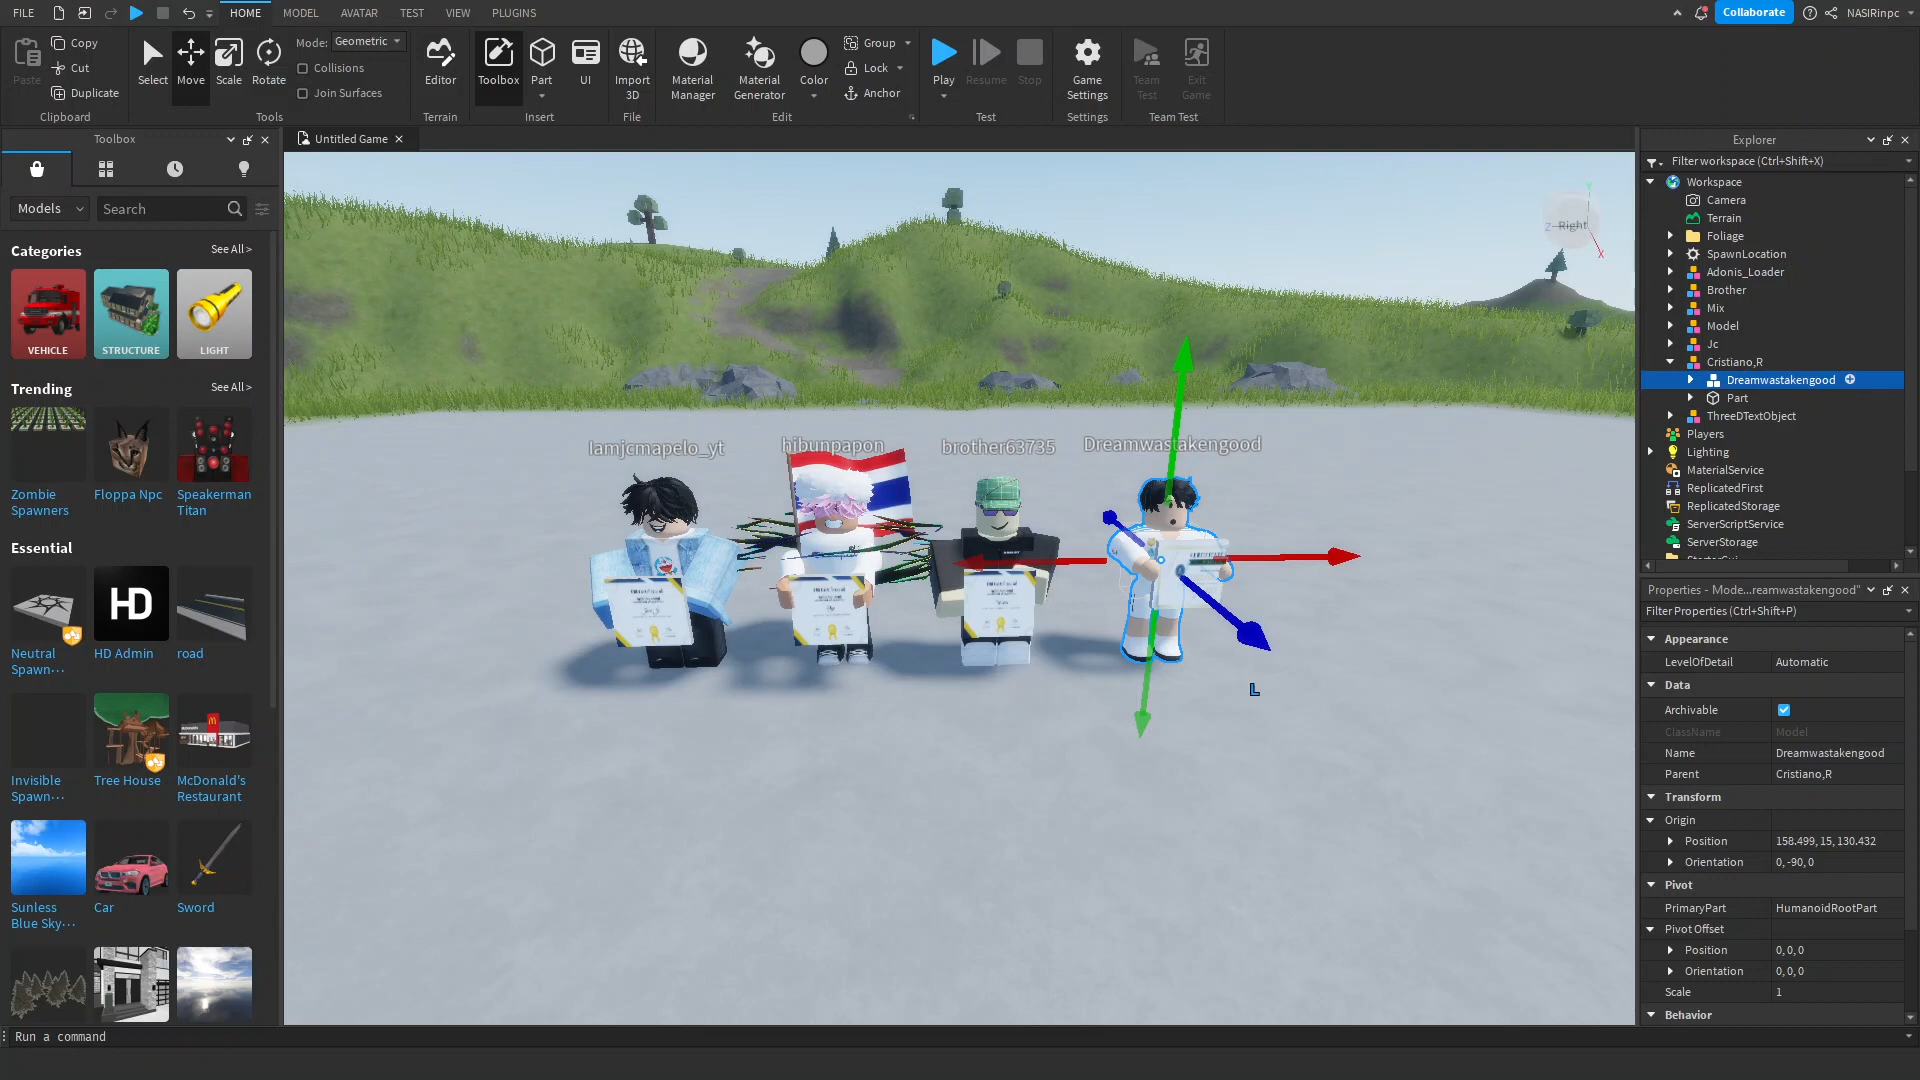 FILE
HOME
MODEL
AVATAR
TEST
VIEW
PLUGINS
Collaborate
NASIRinpc
Paste
Copy
Cut
Duplicate
Clipboard
Select
Move
Scale
Rotate
Mode:
Geometric
Collisions
Join Surfaces
Tools
Editor
Terrain
Toolbox
Part
UI
Insert
Import
3D
File
Material
Manager
Material
Generator
Color
Group
Lock
Anchor
Edit
Play
Resume
Stop
Test
Game
Settings
Settings
Team
Test
Exit
Game
Team Test
Toolbox
Untitled Game
Models
Search
Categories
See All >
VEHICLE
STRUCTURE
LIGHT
Trending
See All >
Zombie
Spawners
Floppa Npc
Speakerman
Titan
Essential
Neutral
Spawn...
HD
HD Admin
road
Invisible
Spawn...
Tree House
McDonald's
Restaurant
Sunless
Blue Sky...
Car
Sword
Iamjcmapelo_yt
hibunpapon
brother63735
Dreamwastakengood
Right
Z
Y
X
L
Explorer
Filter workspace (Ctrl+Shift+X)
Workspace
Camera
Terrain
Foliage
SpawnLocation
Adonis_Loader
Brother
Mix
Model
Jc
Cristiano,R
Dreamwastakengood
Part
ThreeDTextObject
Players
Lighting
MaterialService
ReplicatedFirst
ReplicatedStorage
ServerScriptService
ServerStorage
StarterGui
Properties - Mode...reamwastakengood"
Filter Properties (Ctrl+Shift+P)
Appearance
LevelOfDetail
Automatic
Data
Archivable
ClassName
Model
Name
Dreamwastakengood
Parent
Cristiano,R
Transform
Origin
Position
158.499, 15, 130.432
Orientation
0, -90, 0
Pivot
PrimaryPart
HumanoidRootPart
Pivot Offset
Position
0, 0, 0
Orientation
0, 0, 0
Scale
1
Behavior
Run a command